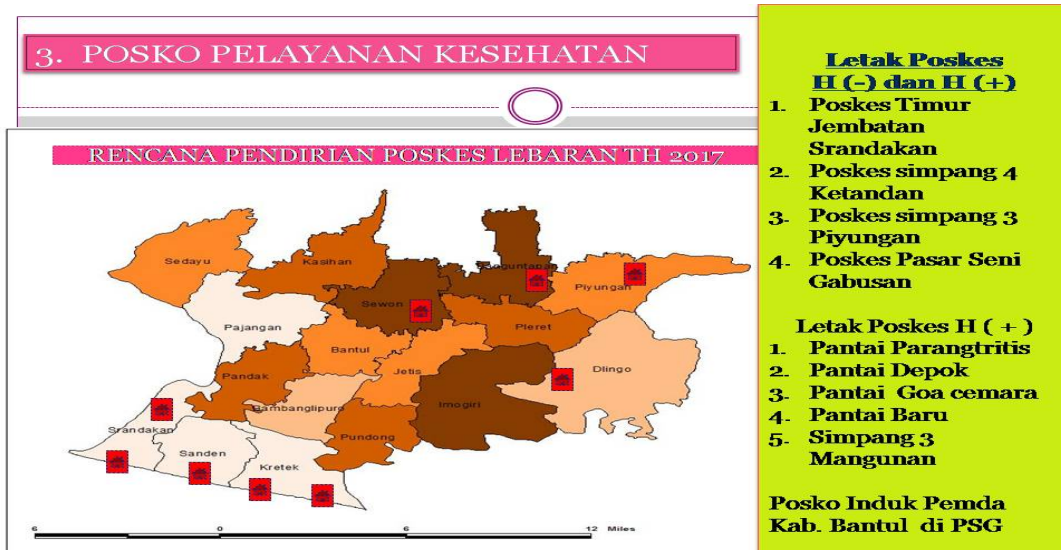 3. POSKO PELAYANAN KESEHATAN
RENCANA PENDIRIAN POSKES LEBARAN TH 2017
Sedayu
Kasihan
Banguntapan
Piyungan
Sewon
Pajangan
Pleret
Bantul
Jetis
Dlingo
Pandak
Bambanglipuro
Imogiri
Srandakan
Pundong
Sanden
Kretek
6 0 6 12 Miles
Letak Poskes
H (-) dan H (+)
1. Poskes Timur
Jembatan
Srandakan
2. Poskes simpang 4
Ketandan
3. Poskes simpang 3
Piyungan
4. Poskes Pasar Seni
Gabusan
Letak Poskes H ( + )
1. Pantai Parangtritis
2. Pantai Depok
3. Pantai Goa cemara
4. Pantai Baru
5. Simpang 3
Mangunan
Posko Induk Pemda
Kab. Bantul di PSG